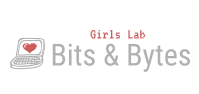 Girls Lab
Bits & Bytes